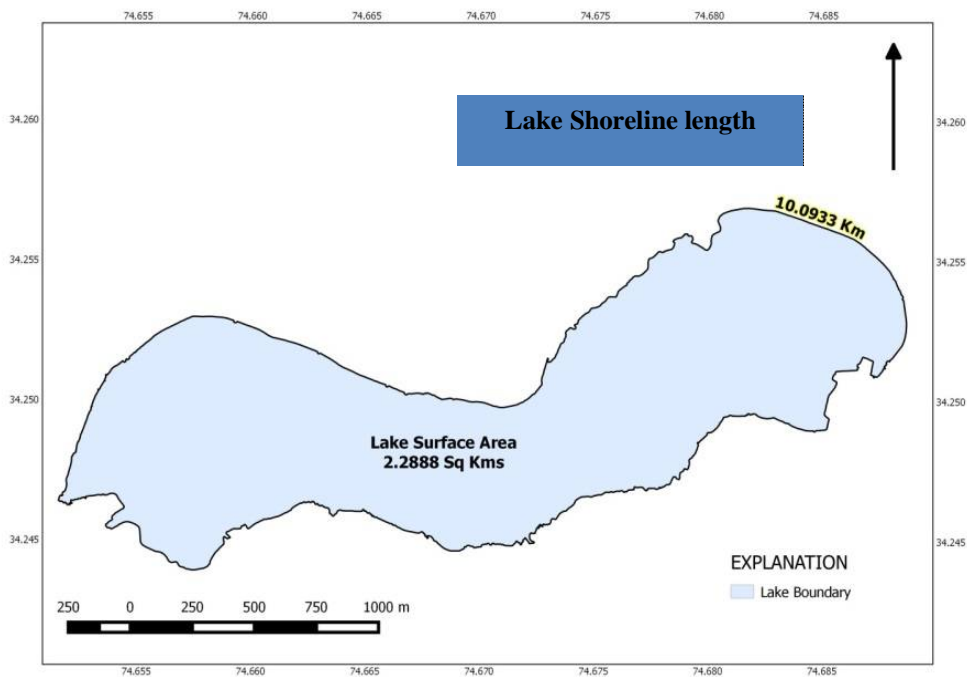 74.655 74.660 74.665 74.670 74.675 74.680 74.685
34.260
34.260
Lake Shoreline length
10.0933 Km
34.255
34.255
34.250
34.250
Lake Surface Area
2.2888 Sq Kms
34.245
34.245
EXPLANATION
Lake Boundary
250 0 250 500 750 1000 m
74.655 74.660 74.665 74.670 74.675 74.680 74.685